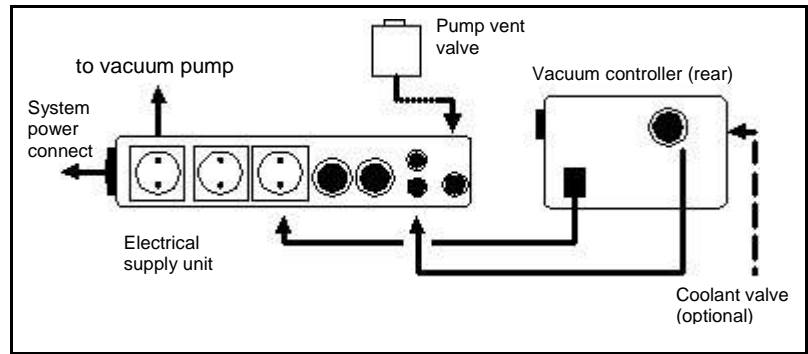 Pump vent
valve
to vacuum pump
Vacuum controller (rear)
System
power
connect
Electrical
supply unit
Coolant valve
(optional)